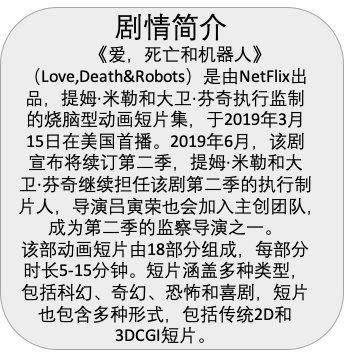 剧情简介
《爱，死亡和机器人》
（Love,Death&Robots）是由NetFlix出
品，提姆·米勒和大卫·芬奇执行监制
的烧脑型动画短片集，于2019年3月
15日在美国首播。2019年6月，该剧
宣布将续订第二季，提姆·米勒和大
卫·芬奇继续担任该剧第二季的执行制
片人，导演吕寅荣也会加入主创团队，
成为第二季的监察导演之一。
该部动画短片由18部分组成，每部分
时长5-15分钟。短片涵盖多种类型，
包括科幻、奇幻、恐怖和喜剧，短片
也包含多种形式，包括传统2D和
3DCGI短片。